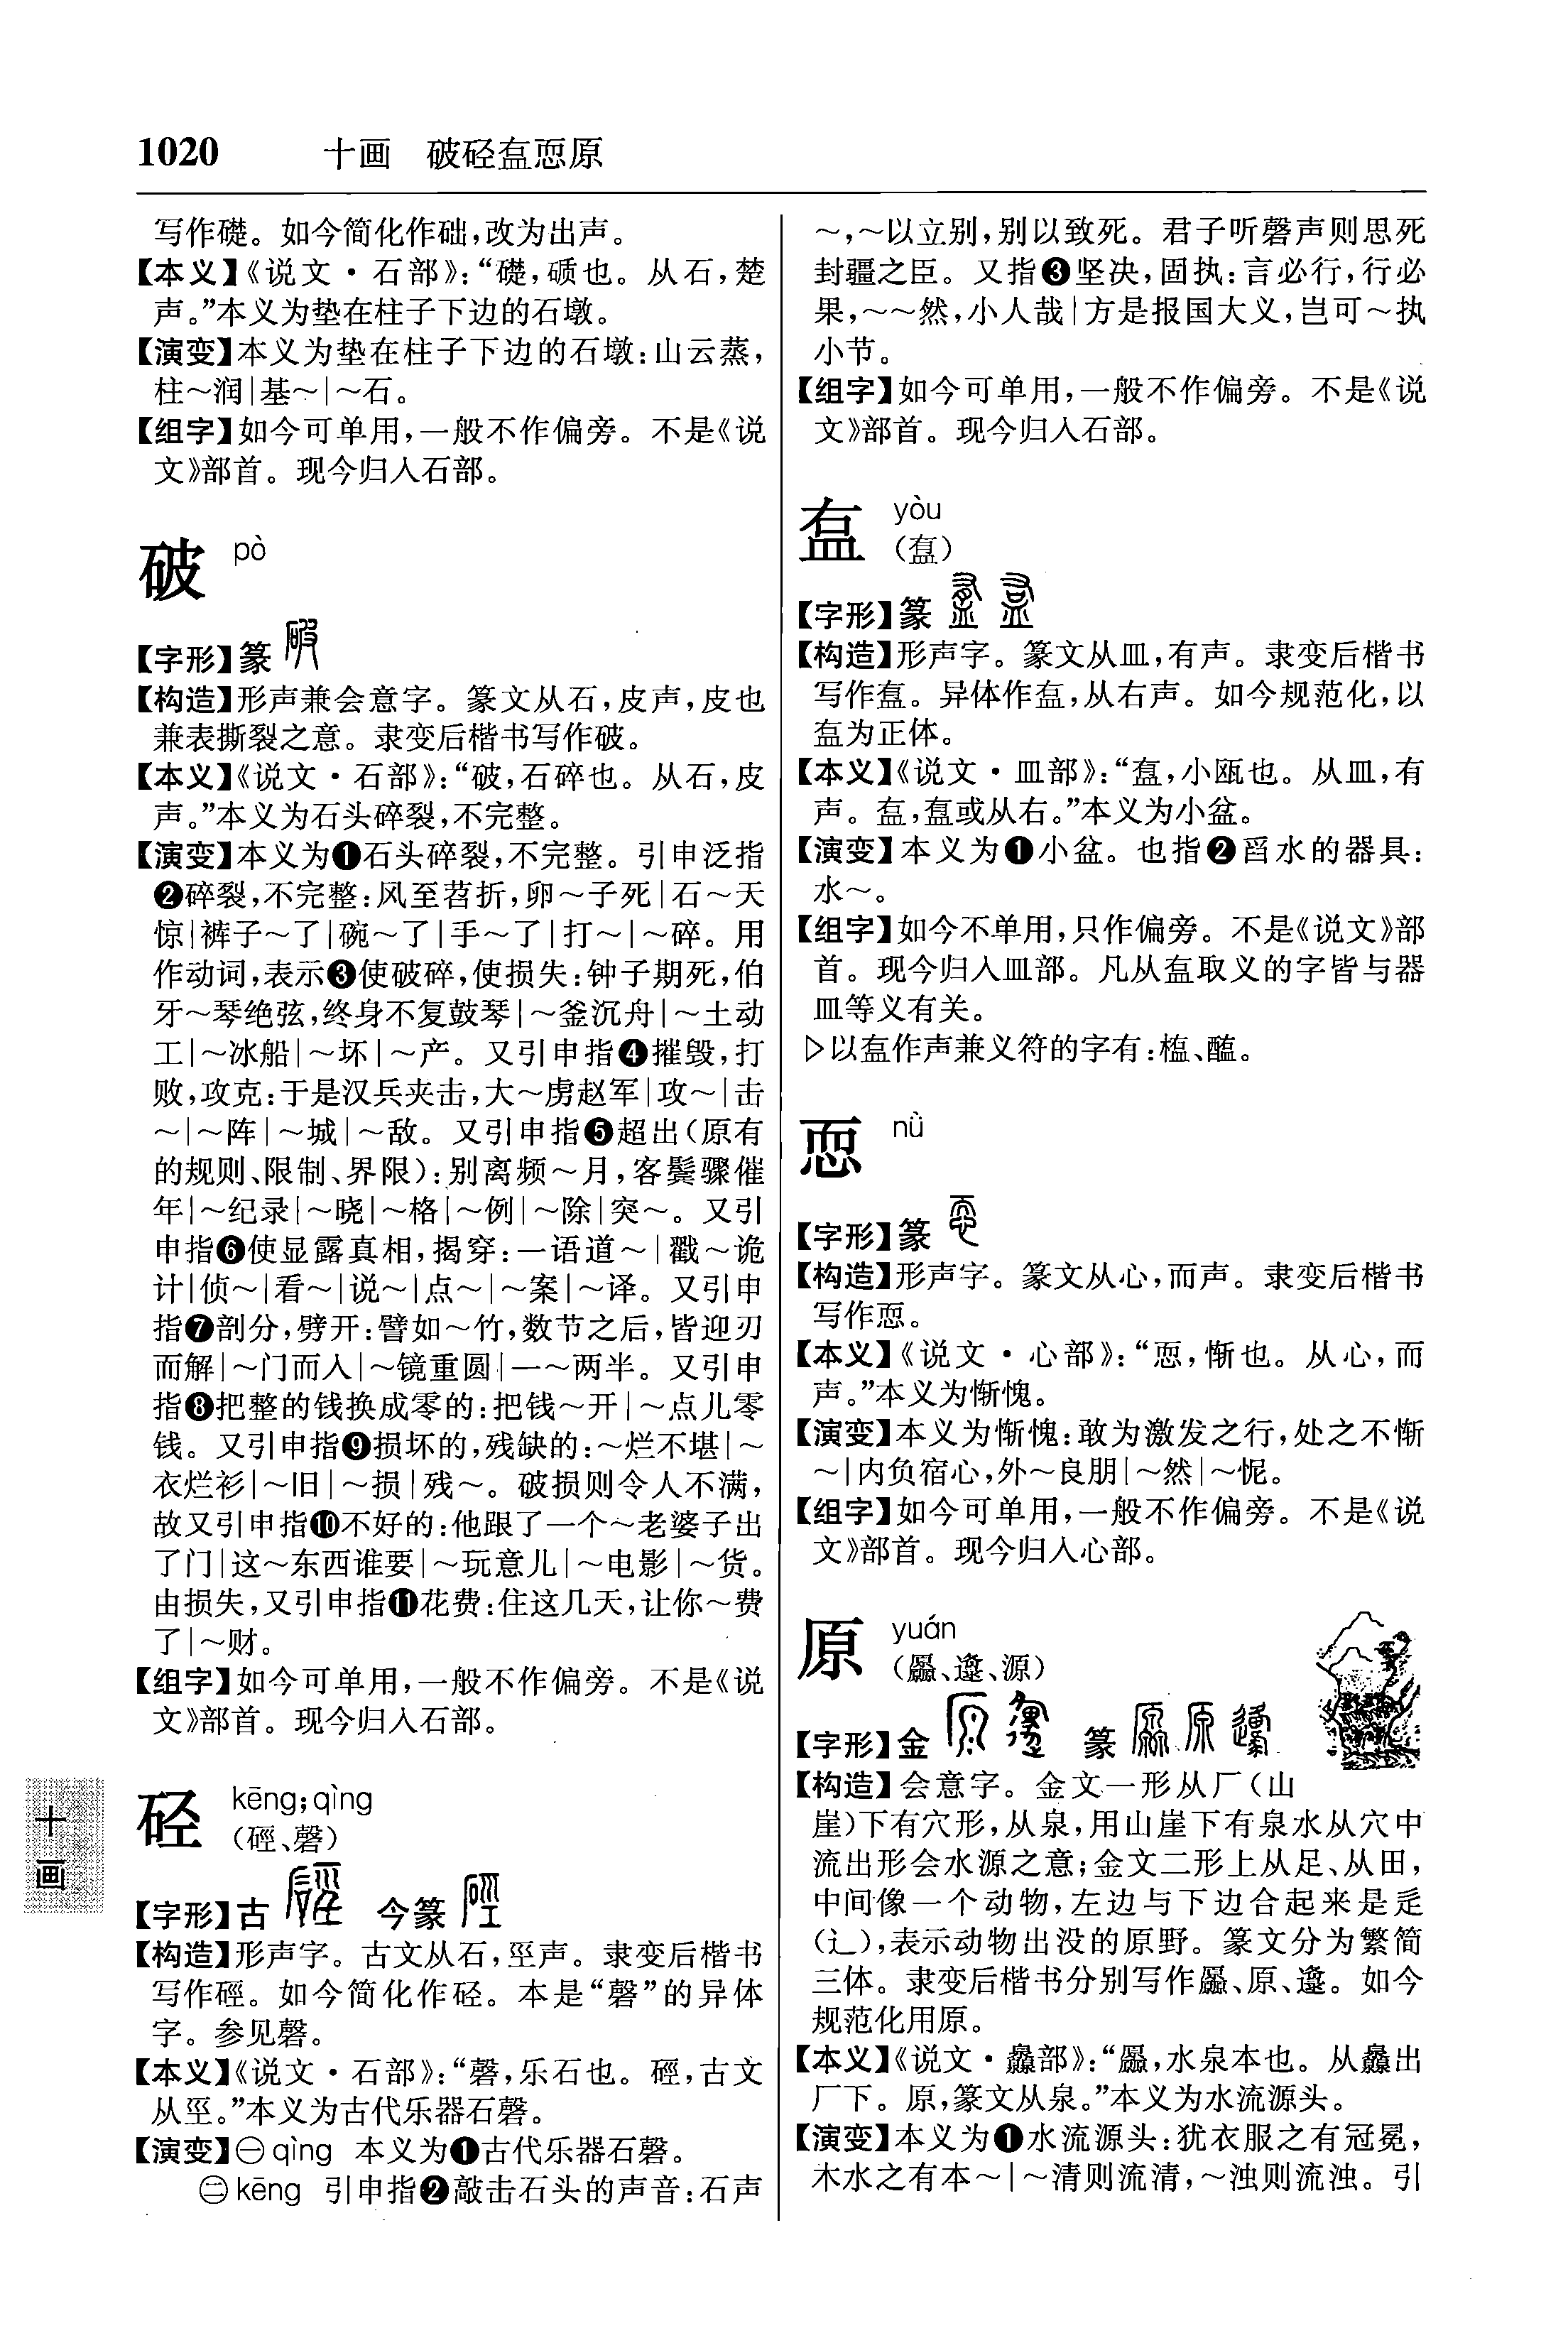 1020 十画 破硁盍恧原
写作礎。如今简化作础,改为出声。
【本义】《说文·石部》:“礎,碩也。从石,楚
声。”本义为垫在柱子下边的石墩。
【演变】本义为垫在柱子下边的石墩:山云蒸,
柱～润|基～|～石。
【组字】如今可单用,一般不作偏旁。不是《说
文》部首。现今归入石部。
破 pò
【字形】篆
【构造】形声兼会意字。篆文从石,皮声,皮也
兼表撕裂之意。隶变后楷书写作破。
【本义】《说文·石部》:“破,石碎也。从石,皮
声。”本义为石头碎裂,不完整。
【演变】本义为❶石头碎裂,不完整。引申泛指
❷碎裂,不完整:风至苕折,卵～子死|石～天
惊|裤子～了|碗～了|手～了|打～|～碎。用
作动词,表示❸使破碎,使损失:钟子期死,伯
牙～琴绝弦,终身不复鼓琴|～釜沉舟|～土动
工|～冰船|～坏|～产。又引申指❹摧毁,打
败,攻克:于是汉兵夹击,大～虏赵军|攻～|击
～|～阵|～城|～敌。又引申指❺超出(原有
的规则、限制、界限):别离频～月,客鬓骤催
年|～纪录|～晓|～格|～例|～除|突～。又引
申指❻使显露真相,揭穿:一语道～|戳～诡
计|侦～|看～|说～|点～|～案|～译。又引申
指❼剖分,劈开:譬如～竹,数节之后,皆迎刃
而解|～门而入|～镜重圆|一～两半。又引申
指❽把整的钱换成零的:把钱～开|～点儿零
钱。又引申指❾损坏的,残缺的:～烂不堪|～
衣烂衫|～旧|～损|残～。破损则令人不满,
故又引申指❿不好的:他跟了一个～老婆子出
了门|这～东西谁要|～玩意儿|～电影|～货。
由损失,又引申指⓫花费:住这几天,让你～费
了|～财。
【组字】如今可单用,一般不作偏旁。不是《说
文》部首。现今归入石部。
硁 kēng;qìng
(硜、磬)
【字形】古 今篆
【构造】形声字。古文从石,巠声。隶变后楷书
写作硜。如今简化作硁。本是“磬”的异体
字。参见磬。
【本义】《说文·石部》:“磬,乐石也。硜,古文
从巠。”本义为古代乐器石磬。
【演变】㊀qìng 本义为❶古代乐器石磬。
㊁kēng 引申指❷敲击石头的声音:石声
十画
～,～以立别,别以致死。君子听磬声则思死
封疆之臣。又指❸坚决,固执:言必行,行必
果,～～然,小人哉|方是报国大义,岂可～执
小节。
【组字】如今可单用,一般不作偏旁。不是《说
文》部首。现今归入石部。
𥁓 yòu
(盍)
【字形】篆
【构造】形声字。篆文从皿,有声。隶变后楷书
写作。异体作,从右声。如今规范化,以
为正体。
【本义】《说文·皿部》:“,小瓯也。从皿,有
声。,或从右。”本义为小盆。
【演变】本义为❶小盆。也指❷舀水的器具:
水～。
【组字】如今不单用,只作偏旁。不是《说文》部
首。现今归入皿部。凡从取义的字皆与器
皿等义有关。
▷以作声兼义符的字有:、醢。
恧 nǜ
【字形】篆
【构造】形声字。篆文从心,而声。隶变后楷书
写作恧。
【本义】《说文·心部》:“恧,惭也。从心,而
声。”本义为惭愧。
【演变】本义为惭愧:敢为激发之行,处之不惭
～|内负宿心,外～良朋|～然|～怩。
【组字】如今可单用,一般不作偏旁。不是《说
文》部首。现今归入心部。
原 yuán
(厵、邍、源)
【字形】金 篆
【构造】会意字。金文一形从厂(山
崖)下有穴形,从泉,用山崖下有泉水从穴中
流出形会水源之意;金文二形上从足、从田,
中间像一个动物,左边与下边合起来是辵
(辶),表示动物出没的原野。篆文分为繁简
三体。隶变后楷书分别写作厵、原、邍。如今
规范化用原。
【本义】《说文·灥部》:“厵,水泉本也。从灥出
厂下。原,篆文从泉。”本义为水流源头。
【演变】本义为❶水流源头:犹衣服之有冠冕,
木水之有本～|～清则流清,～浊则流浊。引